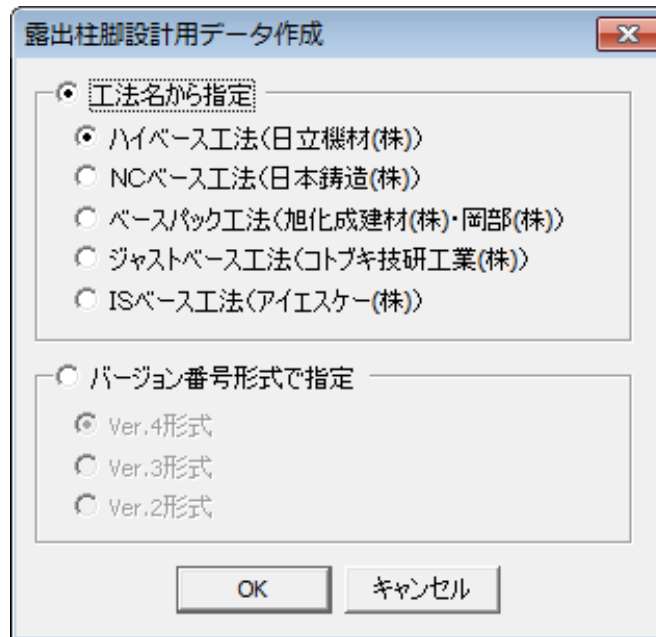 露出柱脚設計用データ作成
工法名から指定
ハイベース工法(日立機材(株))
NCベース工法(日本鋳造(株))
ベースパック工法(旭化成建材(株)・岡部(株))
ジャストベース工法(コトブキ技研工業(株))
ISベース工法(アイエスケー(株))
バージョン番号形式で指定
Ver.4形式
Ver.3形式
Ver.2形式
OK
キャンセル